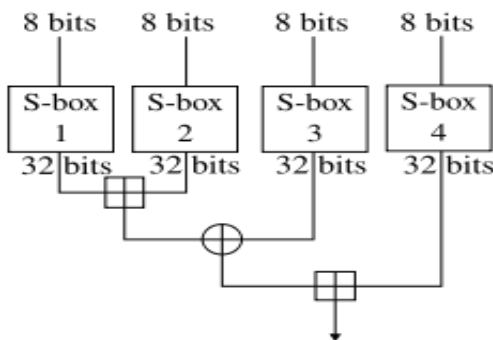 8 bits 8 bits 8 bits 8 bits
S-box S-box S-box S-box
1 2 3 4
32 bits 32 bits 32 bits 32 bits